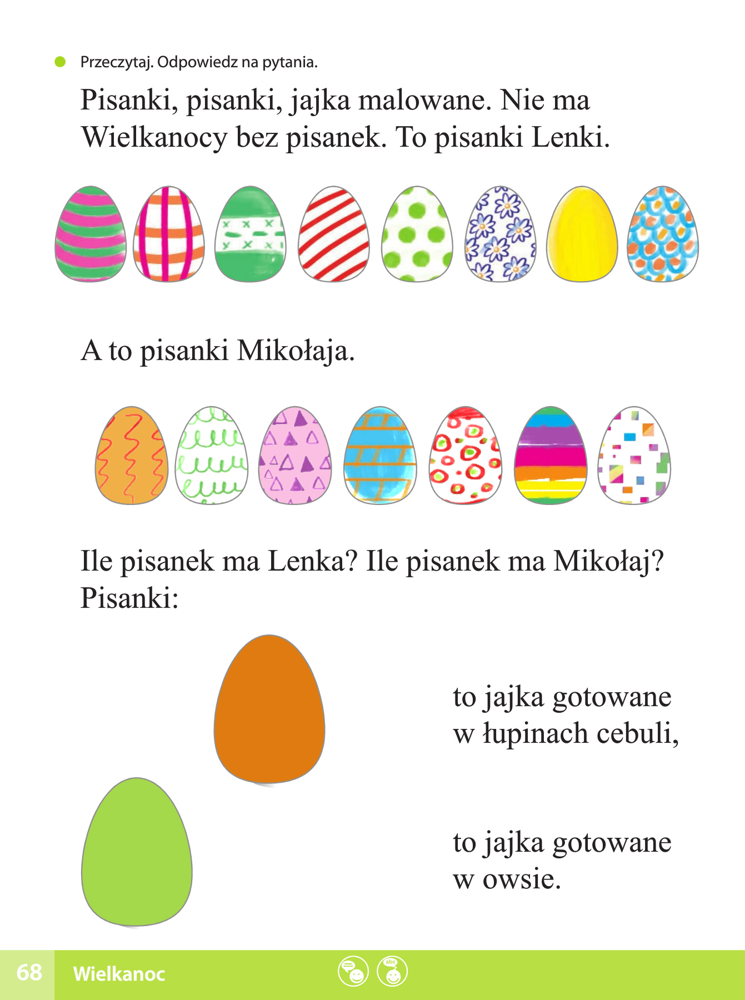 Przeczytaj. Odpowiedz na pytania.
Pisanki, pisanki, jajka malowane. Nie ma
Wielkanocy bez pisanek. To pisanki Lenki.
A to pisanki Mikołaja.
Ile pisanek ma Lenka? Ile pisanek ma Mikołaj?
Pisanki:
to jajka gotowane
w łupinach cebuli,
to jajka gotowane
w owsie.
68 Wielkanoc
abc